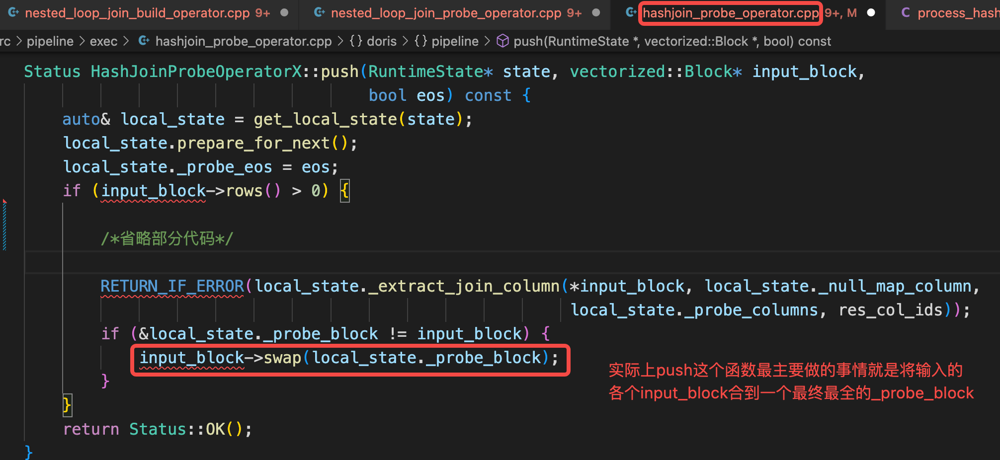 nested_loop_join_build_operator.cpp 9+ nested_loop_join_probe_operator.cpp 9+ hashjoin_probe_operator.cpp 9+, M process_hash
rc > pipeline > exec > hashjoin_probe_operator.cpp > {} doris > {} pipeline > push(RuntimeState *, vectorized::Block *, bool) const
Status HashJoinProbeOperatorX::push(RuntimeState* state, vectorized::Block* input_block,
bool eos) const {
auto& local_state = get_local_state(state);
local_state.prepare_for_next();
local_state._probe_eos = eos;
if (input_block->rows() > 0) {
/*省略部分代码*/
RETURN_IF_ERROR(local_state._extract_join_column(*input_block, local_state._null_map_column,
local_state._probe_columns, res_col_ids));
if (&local_state._probe_block != input_block) {
input_block->swap(local_state._probe_block);
}
实际上push这个函数最主要做的事情就是将输入的
各个input_block合到一个最终最全的_probe_block
}
return Status::OK();
}